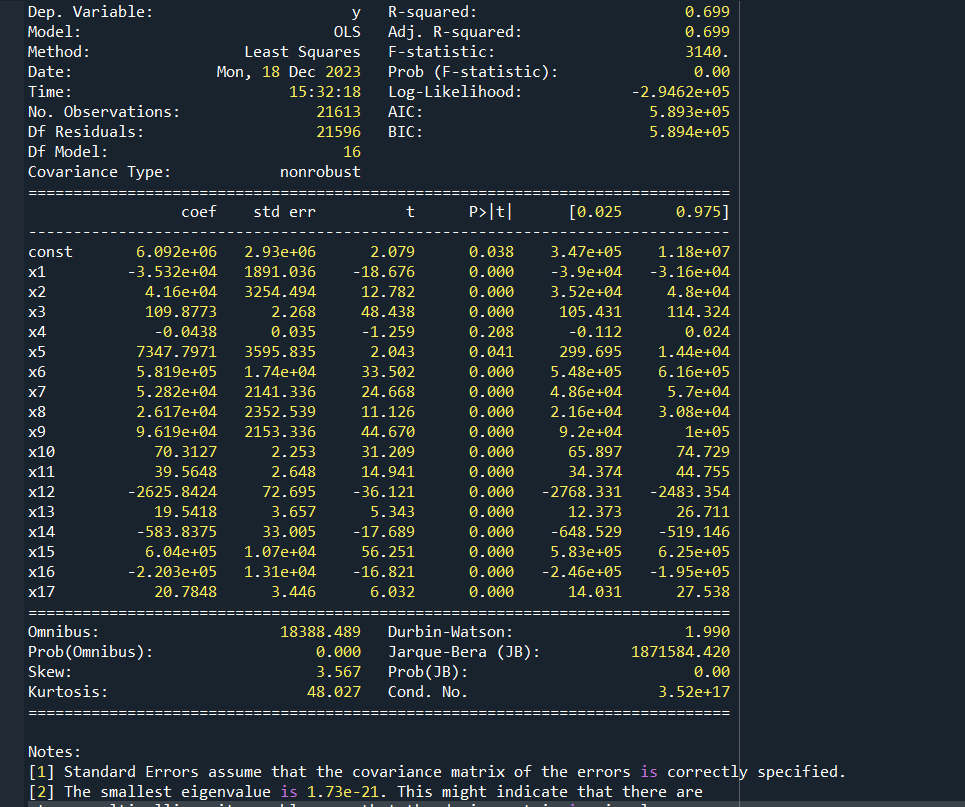 Dep. Variable: y R-squared: 0.699
Model: OLS Adj. R-squared: 0.699
Method: Least Squares F-statistic: 3140.
Date: Mon, 18 Dec 2023 Prob (F-statistic): 0.00
Time: 15:32:18 Log-Likelihood: -2.9462e+05
No. Observations: 21613 AIC: 5.893e+05
Df Residuals: 21596 BIC: 5.894e+05
Df Model: 16
Covariance Type: nonrobust
==============================================================================
coef std err t P>|t| [0.025 0.975]
------------------------------------------------------------------------------
const 6.092e+06 2.93e+06 2.079 0.038 3.47e+05 1.18e+07
x1 -3.532e+04 1891.036 -18.676 0.000 -3.9e+04 -3.16e+04
x2 4.16e+04 3254.494 12.782 0.000 3.52e+04 4.8e+04
x3 109.8773 2.268 48.438 0.000 105.431 114.324
x4 -0.0438 0.035 -1.259 0.208 -0.112 0.024
x5 7347.7971 3595.835 2.043 0.041 299.695 1.44e+04
x6 5.819e+05 1.74e+04 33.502 0.000 5.48e+05 6.16e+05
x7 5.282e+04 2141.336 24.668 0.000 4.86e+04 5.7e+04
x8 2.617e+04 2352.539 11.126 0.000 2.16e+04 3.08e+04
x9 9.619e+04 2153.336 44.670 0.000 9.2e+04 1e+05
x10 70.3127 2.253 31.209 0.000 65.897 74.729
x11 39.5648 2.648 14.941 0.000 34.374 44.755
x12 -2625.8424 72.695 -36.121 0.000 -2768.331 -2483.354
x13 19.5418 3.657 5.343 0.000 12.373 26.711
x14 -583.8375 33.005 -17.689 0.000 -648.529 -519.146
x15 6.04e+05 1.07e+04 56.251 0.000 5.83e+05 6.25e+05
x16 -2.203e+05 1.31e+04 -16.821 0.000 -2.46e+05 -1.95e+05
x17 20.7848 3.446 6.032 0.000 14.031 27.538
==============================================================================
Omnibus: 18388.489 Durbin-Watson: 1.990
Prob(Omnibus): 0.000 Jarque-Bera (JB): 1871584.420
Skew: 3.567 Prob(JB): 0.00
Kurtosis: 48.027 Cond. No. 3.52e+17
==============================================================================
Notes:
[1] Standard Errors assume that the covariance matrix of the errors is correctly specified.
[2] The smallest eigenvalue is 1.73e-21. This might indicate that there are